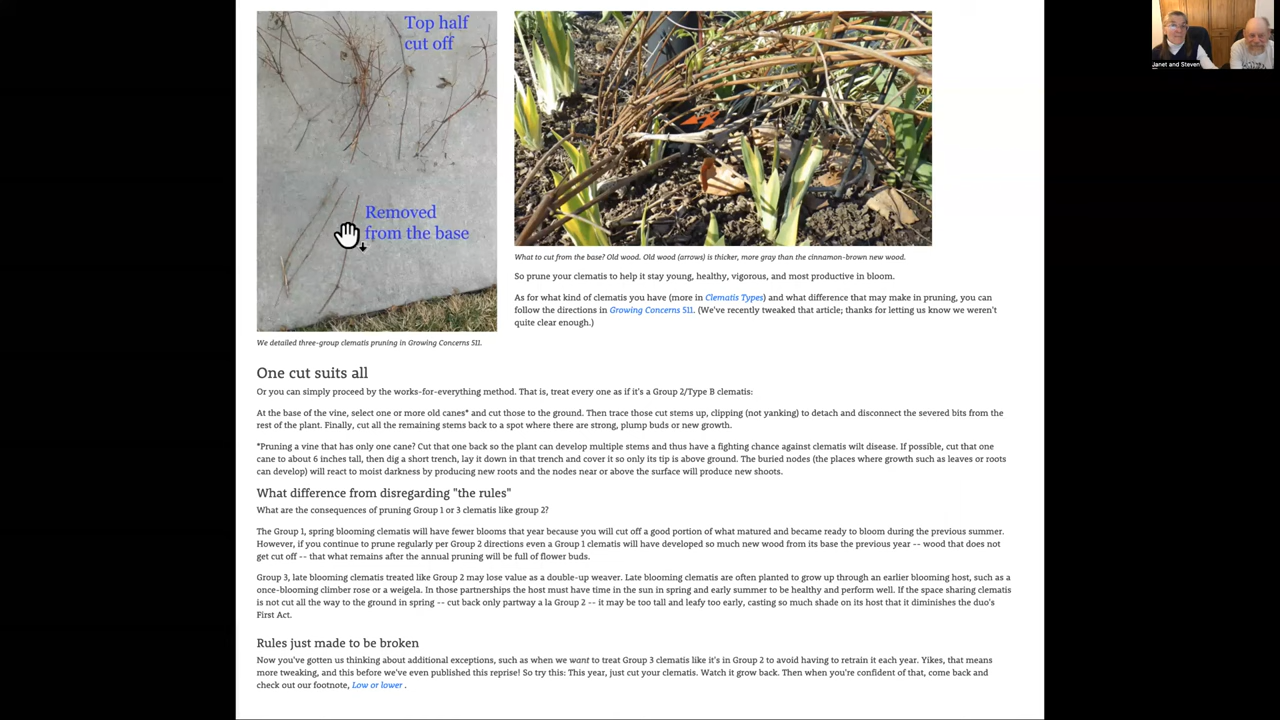 Top half
cut off
Removed
from the base
Janet and Steven
What to cut from the base? Old wood. Old wood (arrows) is thicker, more gray than the cinnamon-brown new wood.
So prune your clematis to help it stay young, healthy, vigorous, and most productive in bloom.
As for what kind of clematis you have (more in Clematis Types) and what difference that may make in pruning, you can
follow the directions in Growing Concerns 511. (We've recently tweaked that article; thanks for letting us know we weren't
quite clear enough.)
We detailed three-group clematis pruning in Growing Concerns 511.
One cut suits all
Or you can simply proceed by the works-for-everything method. That is, treat every one as if it's a Group 2/Type B clematis:
At the base of the vine, select one or more old canes* and cut those to the ground. Then trace those cut stems up, clipping (not yanking) to detach and disconnect the severed bits from the
rest of the plant. Finally, cut all the remaining stems back to a spot where there are strong, plump buds or new growth.
*Pruning a vine that has only one cane? Cut that one back so the plant can develop multiple stems and thus have a fighting chance against clematis wilt disease. If possible, cut that one
cane to about 6 inches tall, then dig a short trench, lay it down in that trench and cover it so only its tip is above ground. The buried nodes (the places where growth such as leaves or roots
can develop) will react to moist darkness by producing new roots and the nodes near or above the surface will produce new shoots.
What difference from disregarding "the rules"
What are the consequences of pruning Group 1 or 3 clematis like group 2?
The Group 1, spring blooming clematis will have fewer blooms that year because you will cut off a good portion of what matured and became ready to bloom during the previous summer.
However, if you continue to prune regularly per Group 2 directions even a Group 1 clematis will have developed so much new wood from its base the previous year -- wood that does not
get cut off -- that what remains after the annual pruning will be full of flower buds.
Group 3, late blooming clematis treated like Group 2 may lose value as a double-up weaver. Late blooming clematis are often planted to grow up through an earlier blooming host, such as a
once-blooming climber rose or a weigela. In those partnerships the host must have time in the sun in spring and early summer to be healthy and perform well. If the space sharing clematis
is not cut all the way to the ground in spring -- cut back only partway a la Group 2 -- it may be too tall and leafy too early, casting so much shade on its host that it diminishes the duo's
First Act.
Rules just made to be broken
Now you've gotten us thinking about additional exceptions, such as when we want to treat Group 3 clematis like it's in Group 2 to avoid having to retrain it each year. Yikes, that means
more tweaking, and this before we've even published this reprise! So try this: This year, just cut your clematis. Watch it grow back. Then when you're confident of that, come back and
check out our footnote, Low or lower .